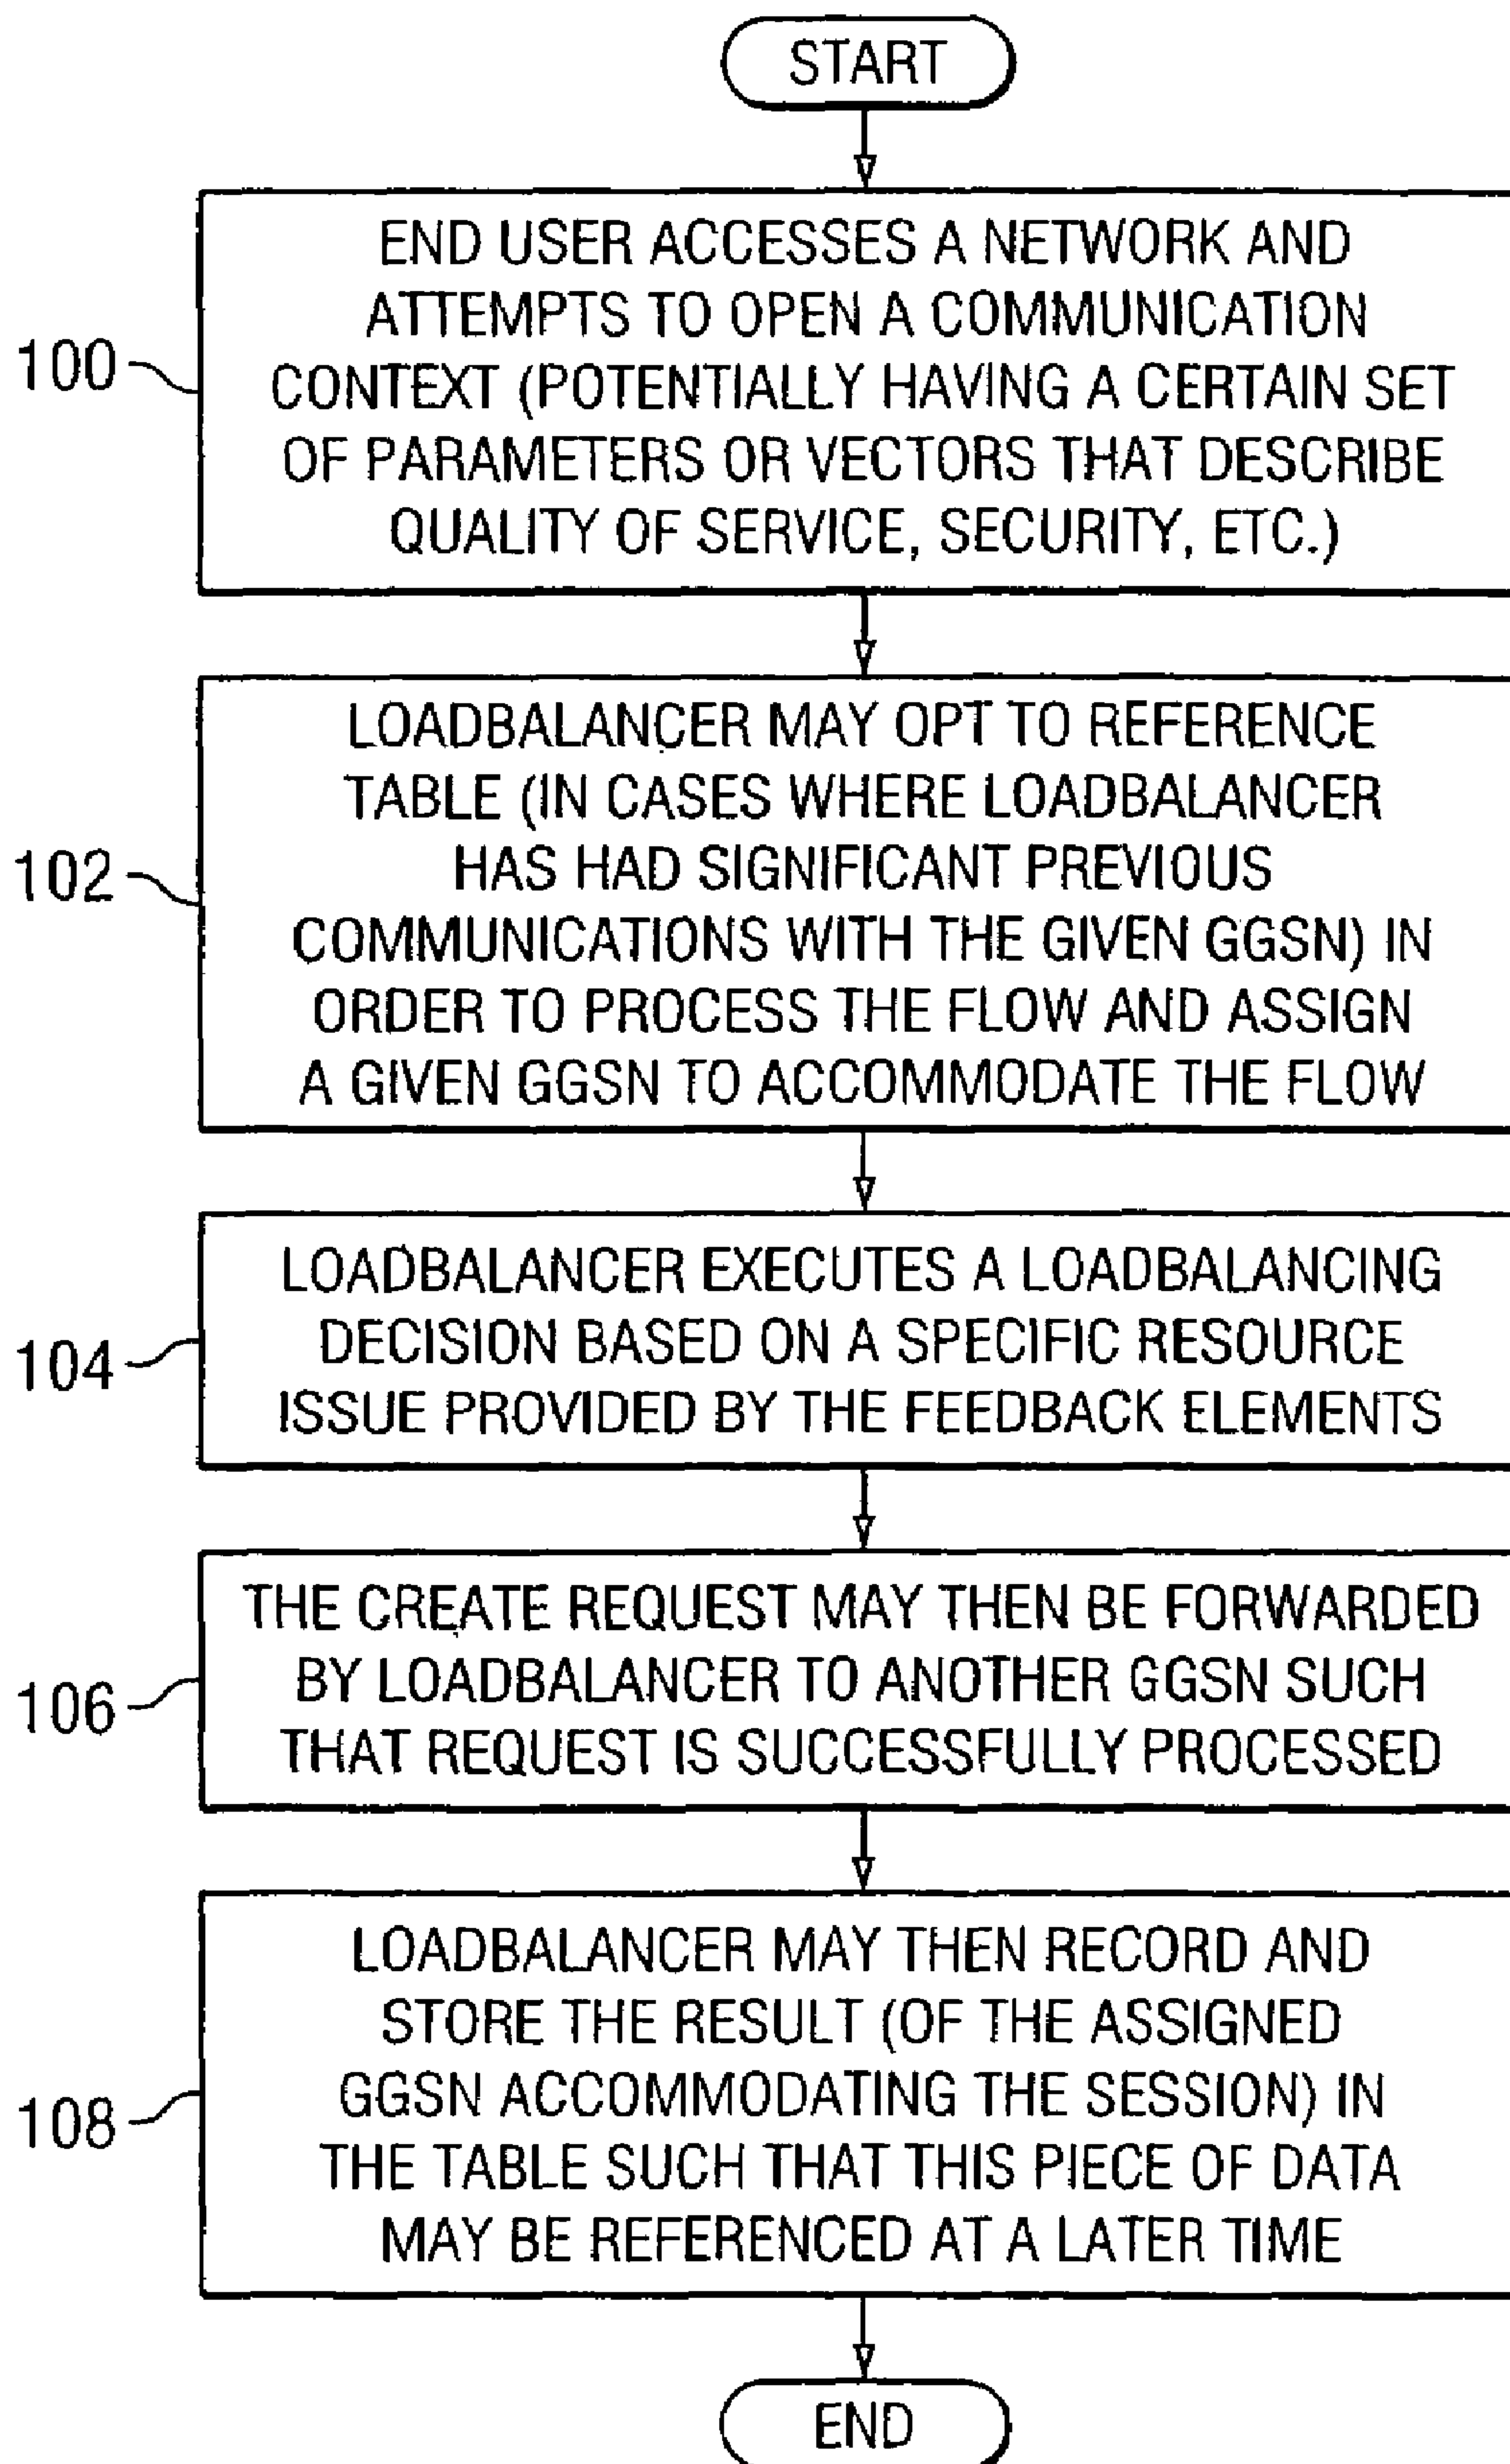 START
END USER ACCESSES A NETWORK AND
ATTEMPTS TO OPEN A COMMUNICATION
CONTEXT (POTENTIALLY HAVING A CERTAIN SET
OF PARAMETERS OR VECTORS THAT DESCRIBE
QUALITY OF SERVICE, SECURITY, ETC.)
100
LOADBALANCER MAY OPT TO REFERENCE
TABLE (IN CASES WHERE LOADBALANCER
HAS HAD SIGNIFICANT PREVIOUS
COMMUNICATIONS WITH THE GIVEN GGSN) IN
ORDER TO PROCESS THE FLOW AND ASSIGN
A GIVEN GGSN TO ACCOMMODATE THE FLOW
102
LOADBALANCER EXECUTES A LOADBALANCING
DECISION BASED ON A SPECIFIC RESOURCE
ISSUE PROVIDED BY THE FEEDBACK ELEMENTS
104
THE CREATE REQUEST MAY THEN BE FORWARDED
BY LOADBALANCER TO ANOTHER GGSN SUCH
THAT REQUEST IS SUCCESSFULLY PROCESSED
106
LOADBALANCER MAY THEN RECORD AND
STORE THE RESULT (OF THE ASSIGNED
GGSN ACCOMMODATING THE SESSION) IN
THE TABLE SUCH THAT THIS PIECE OF DATA
MAY BE REFERENCED AT A LATER TIME
108
END